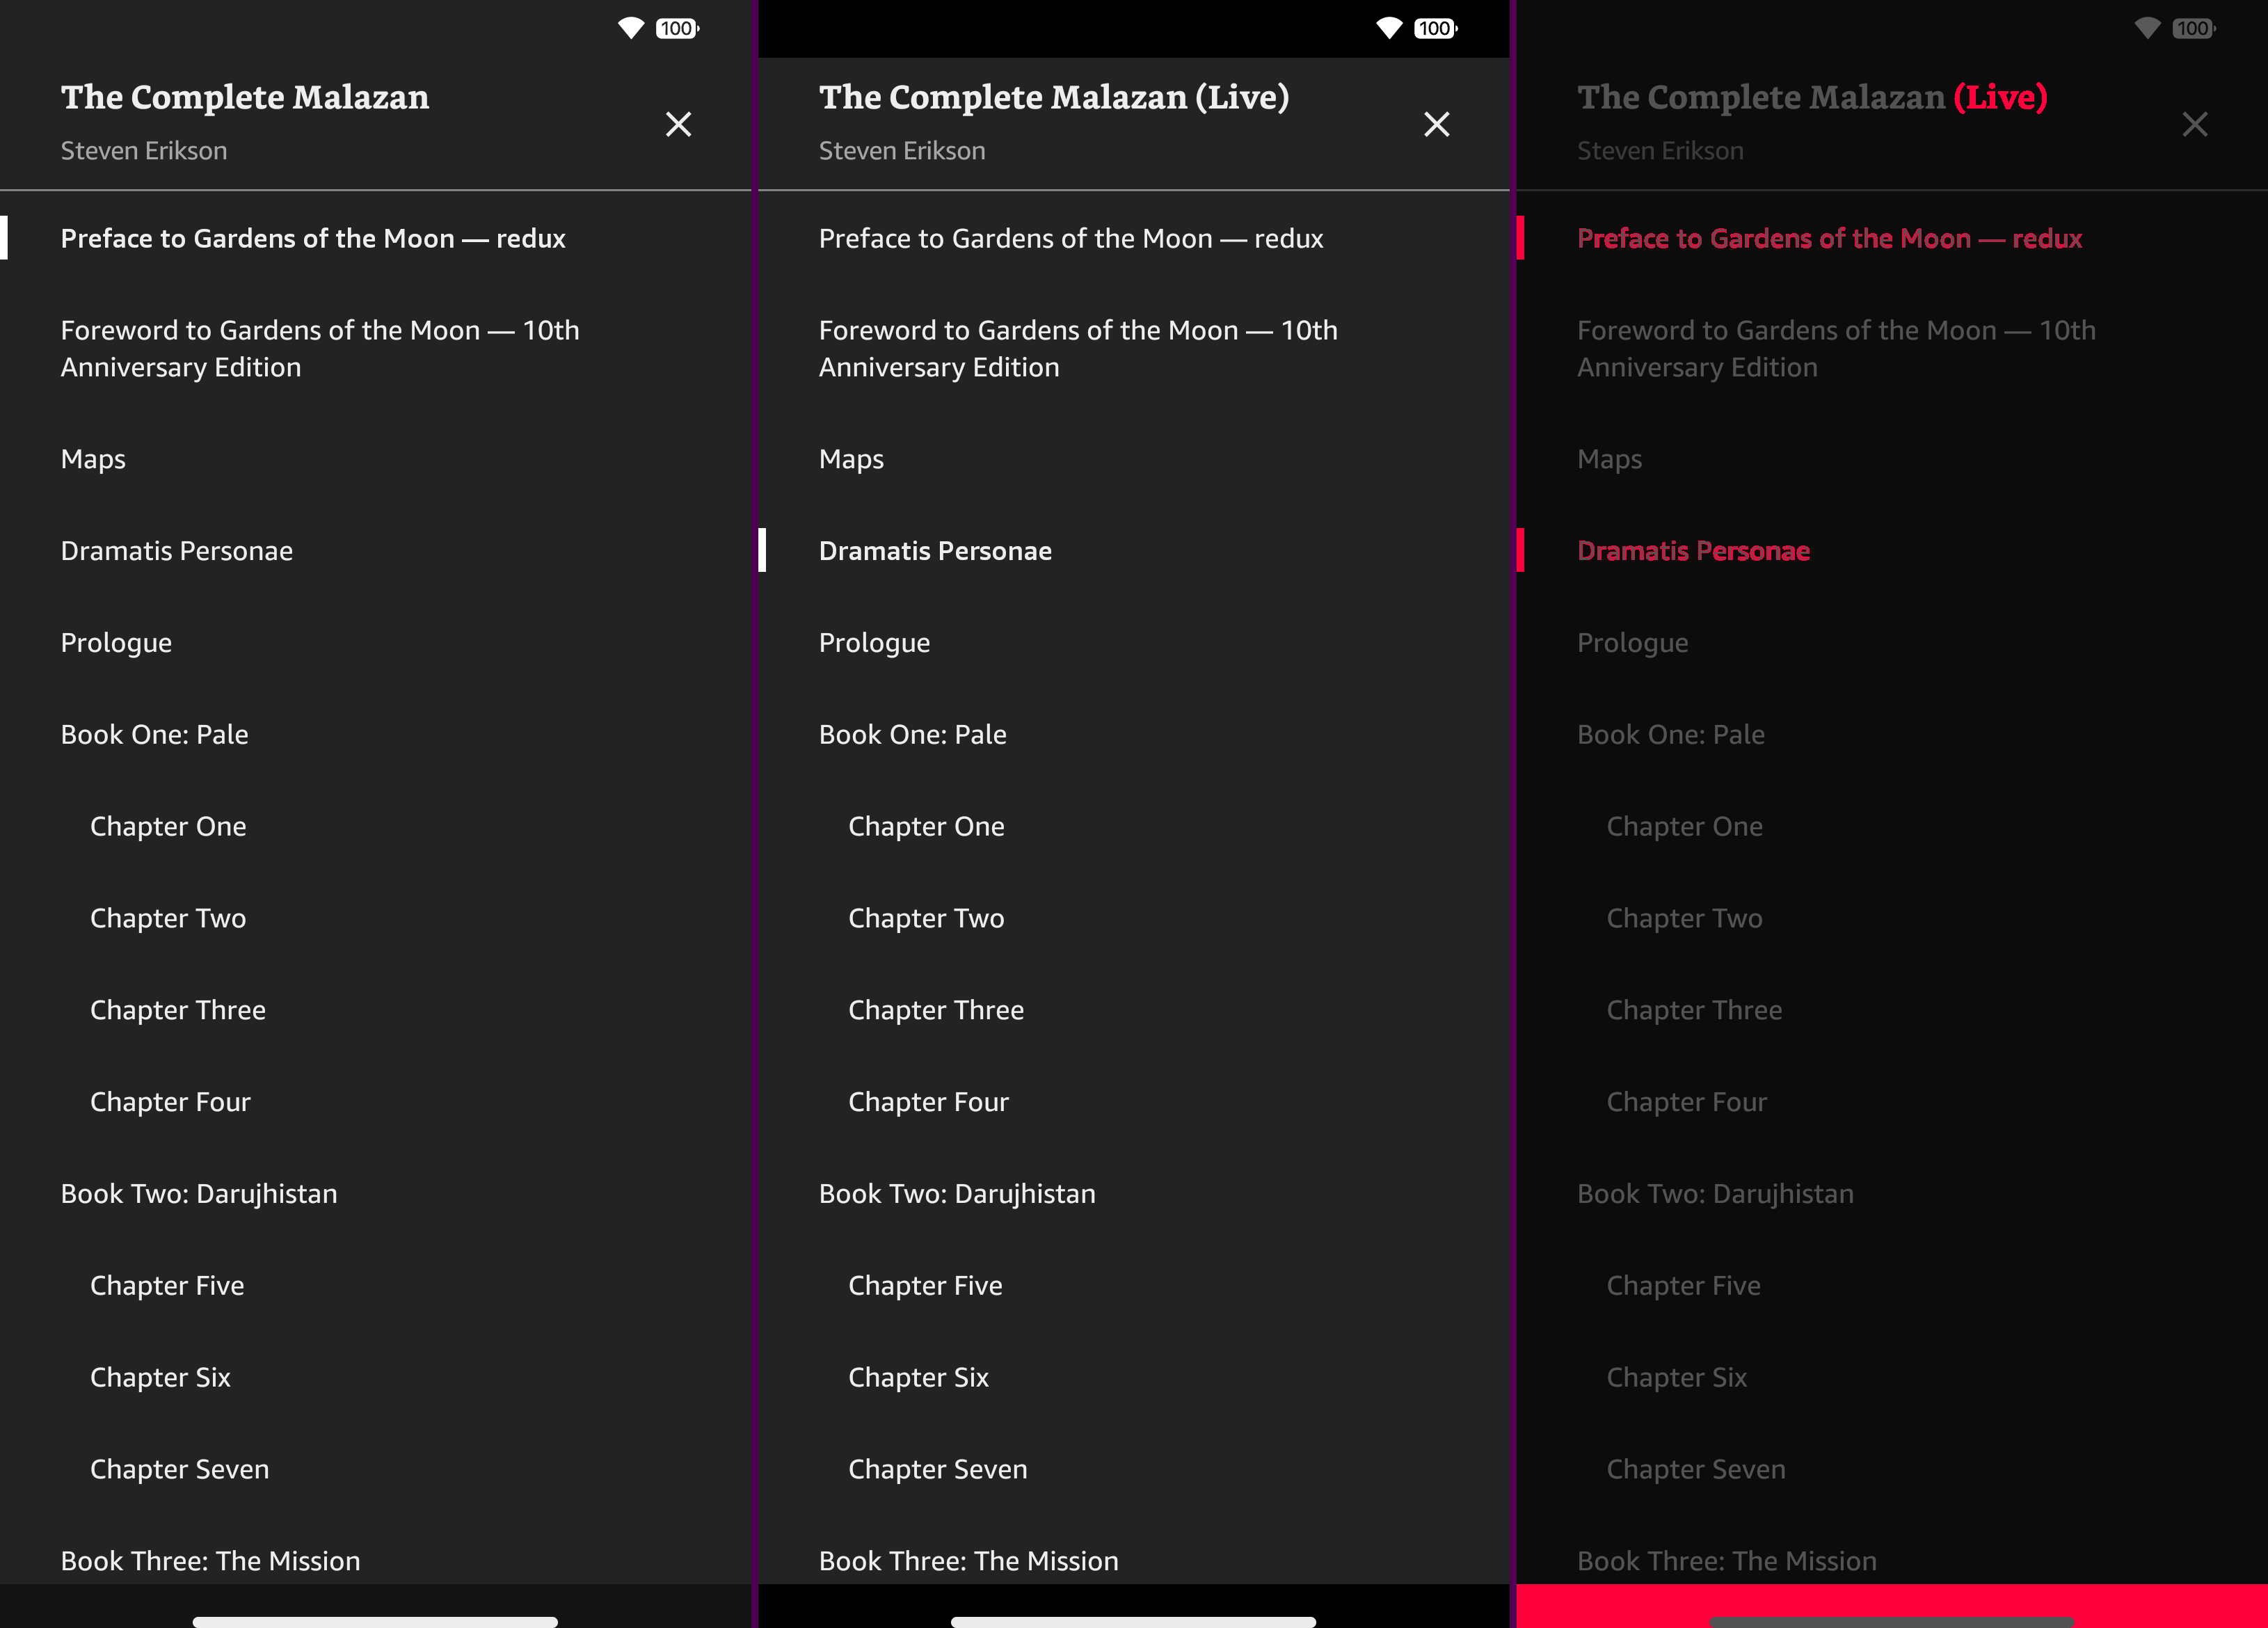 100
The Complete Malazan
Steven Erikson
Preface to Gardens of the Moon — redux
Foreword to Gardens of the Moon — 10th
Anniversary Edition
Maps
Dramatis Personae
Prologue
Book One: Pale
Chapter One
Chapter Two
Chapter Three
Chapter Four
Book Two: Darujhistan
Chapter Five
Chapter Six
Chapter Seven
Book Three: The Mission
100
The Complete Malazan (Live)
Steven Erikson
Preface to Gardens of the Moon — redux
Foreword to Gardens of the Moon — 10th
Anniversary Edition
Maps
Dramatis Personae
Prologue
Book One: Pale
Chapter One
Chapter Two
Chapter Three
Chapter Four
Book Two: Darujhistan
Chapter Five
Chapter Six
Chapter Seven
Book Three: The Mission
100
The Complete Malazan (Live)
Steven Erikson
Preface to Gardens of the Moon — redux
Foreword to Gardens of the Moon — 10th
Anniversary Edition
Maps
Dramatis Personae
Prologue
Book One: Pale
Chapter One
Chapter Two
Chapter Three
Chapter Four
Book Two: Darujhistan
Chapter Five
Chapter Six
Chapter Seven
Book Three: The Mission